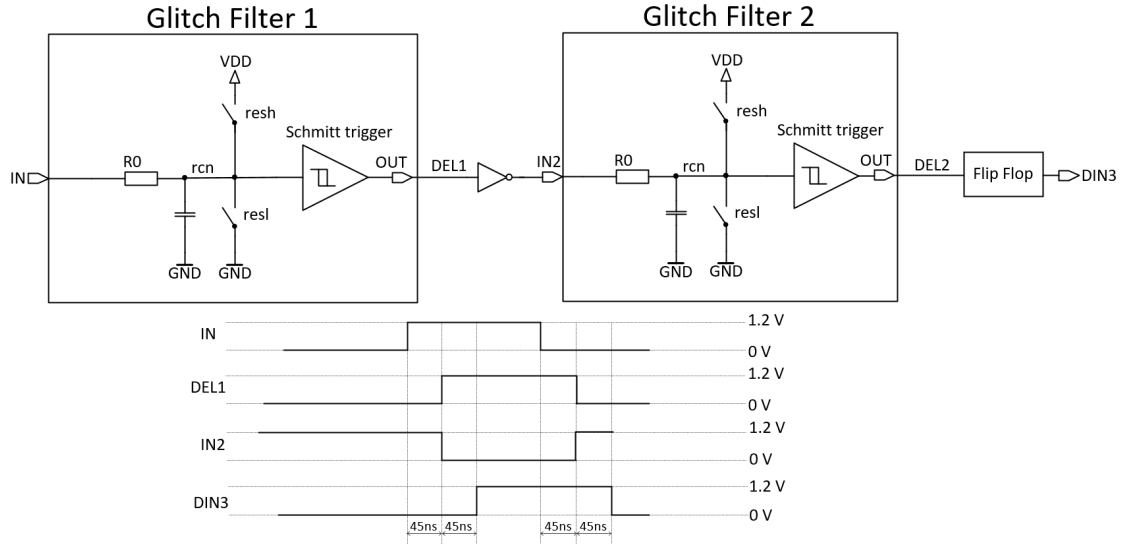 Glitch Filter 1
Glitch Filter 2
VDD
resh
Schmitt trigger
IN
R0
rcn
OUT
DEL1
resl
GND
GND
IN2
VDD
resh
Schmitt trigger
R0
rcn
OUT
DEL2
Flip Flop
DIN3
resl
GND
GND
IN
1.2 V
0 V
DEL1
1.2 V
0 V
IN2
1.2 V
0 V
DIN3
1.2 V
0 V
45ns 45ns 45ns 45ns